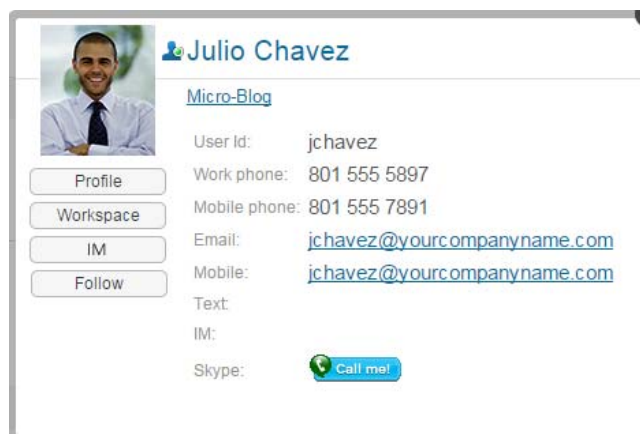 Julio Chavez
Micro-Blog
User Id: jchavez
Work phone: 801 555 5897
Mobile phone: 801 555 7891
Email: jchavez@yourcompanyname.com
Mobile: jchavez@yourcompanyname.com
Text:
IM:
Skype: Call me!
Profile
Workspace
IM
Follow